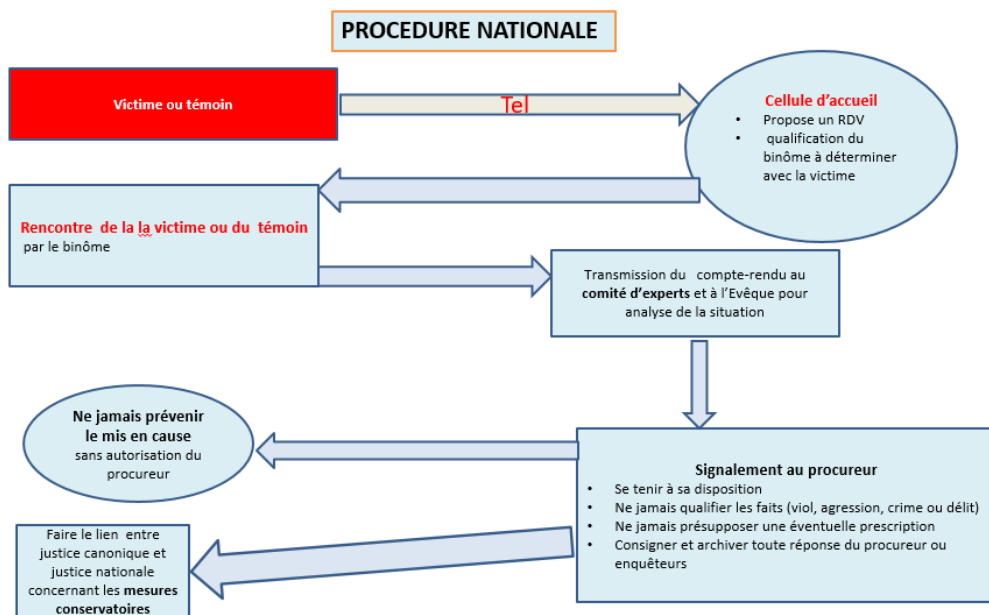 PROCEDURE NATIONALE
Victime ou témoin
Tel
Cellule d'accueil
• Propose un RDV
• qualification du
binôme à déterminer
avec la victime
Rencontre de la la victime ou du témoin
par le binôme
Transmission du compte-rendu au
comité d'experts et à l'Evêque pour
analyse de la situation
Ne jamais prévenir
le mis en cause
sans autorisation du
procureur
Signalement au procureur
• Se tenir à sa disposition
• Ne jamais qualifier les faits (viol, agression, crime ou délit)
• Ne jamais présupposer une éventuelle prescription
• Consigner et archiver toute réponse du procureur ou
enquêteurs
Faire le lien entre
justice canonique et
justice nationale
concernant les mesures
conservatoires